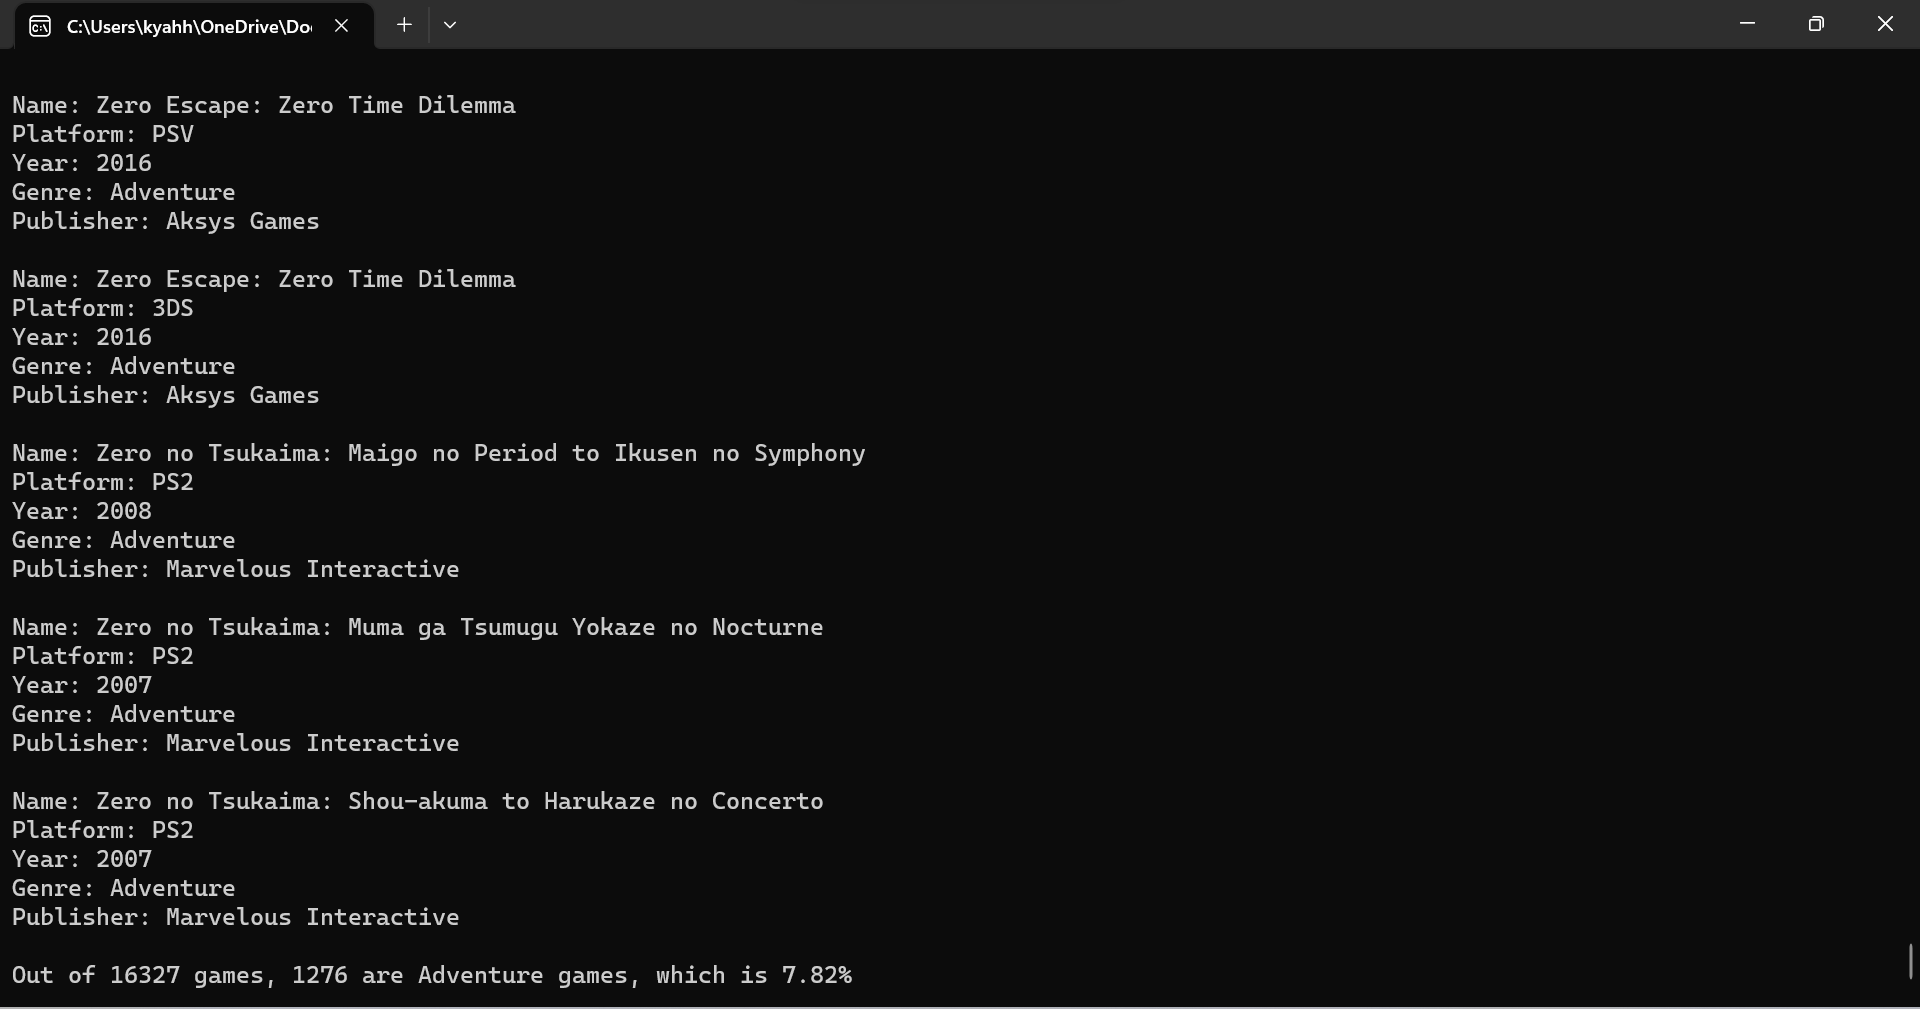 C:\Users\kyahh\OneDrive\Do
Name: Zero Escape: Zero Time Dilemma
Platform: PSV
Year: 2016
Genre: Adventure
Publisher: Aksys Games
Name: Zero Escape: Zero Time Dilemma
Platform: 3DS
Year: 2016
Genre: Adventure
Publisher: Aksys Games
Name: Zero no Tsukaima: Maigo no Period to Ikusen no Symphony
Platform: PS2
Year: 2008
Genre: Adventure
Publisher: Marvelous Interactive
Name: Zero no Tsukaima: Muma ga Tsumugu Yokaze no Nocturne
Platform: PS2
Year: 2007
Genre: Adventure
Publisher: Marvelous Interactive
Name: Zero no Tsukaima: Shou-akuma to Harukaze no Concerto
Platform: PS2
Year: 2007
Genre: Adventure
Publisher: Marvelous Interactive
Out of 16327 games, 1276 are Adventure games, which is 7.82%